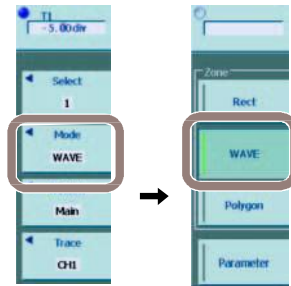 T1
-5.00div
Select
1
Mode
WAVE
Main
Trace
CH1
Zone
Rect
WAVE
Polygon
Parameter